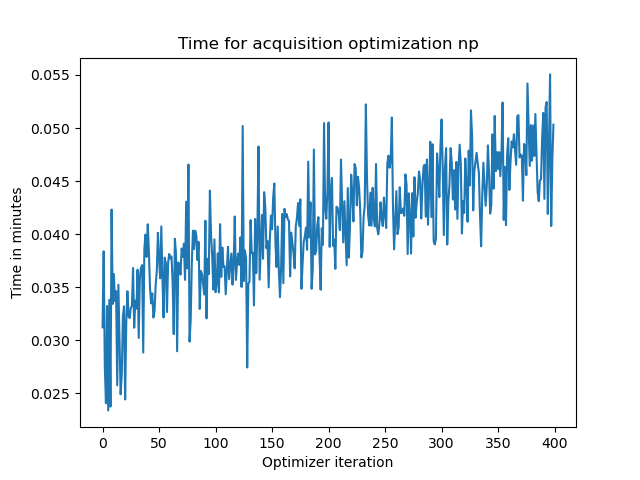 Time for acquisition optimization np
0.055
0.050
0.045
0.040
0.035
0.030
0.025
Time in minutes
0 50 100 150 200 250 300 350 400
Optimizer iteration